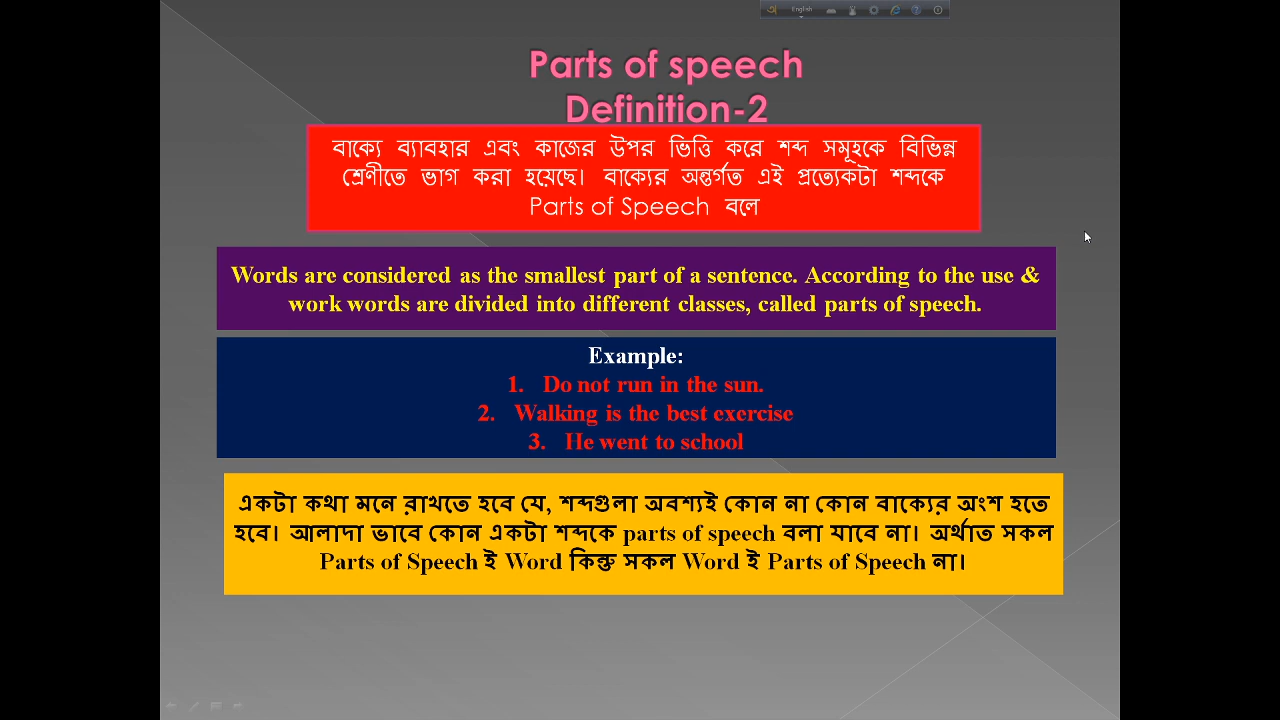 অ English
Parts of speech
Definition-2
বাক্যে ব্যাবহার এবং কাজের উপর ভিত্তি করে শব্দ সমূহকে বিভিন্ন
শ্রেণীতে ভাগ করা হয়েছে। বাক্যের অন্তর্গত এই প্রত্যেকটা শব্দকে
Parts of Speech বলে
Words are considered as the smallest part of a sentence. According to the use &
work words are divided into different classes, called parts of speech.
Example:
1. Do not run in the sun.
2. Walking is the best exercise
3. He went to school
একটা কথা মনে রাখতে হবে যে, শব্দগুলা অবশ্যই কোন না কোন বাক্যের অংশ হতে
হবে। আলাদা ভাবে কোন একটা শব্দকে parts of speech বলা যাবে না। অর্থাত সকল
Parts of Speech ই Word কিন্তু সকল Word ই Parts of Speech না।